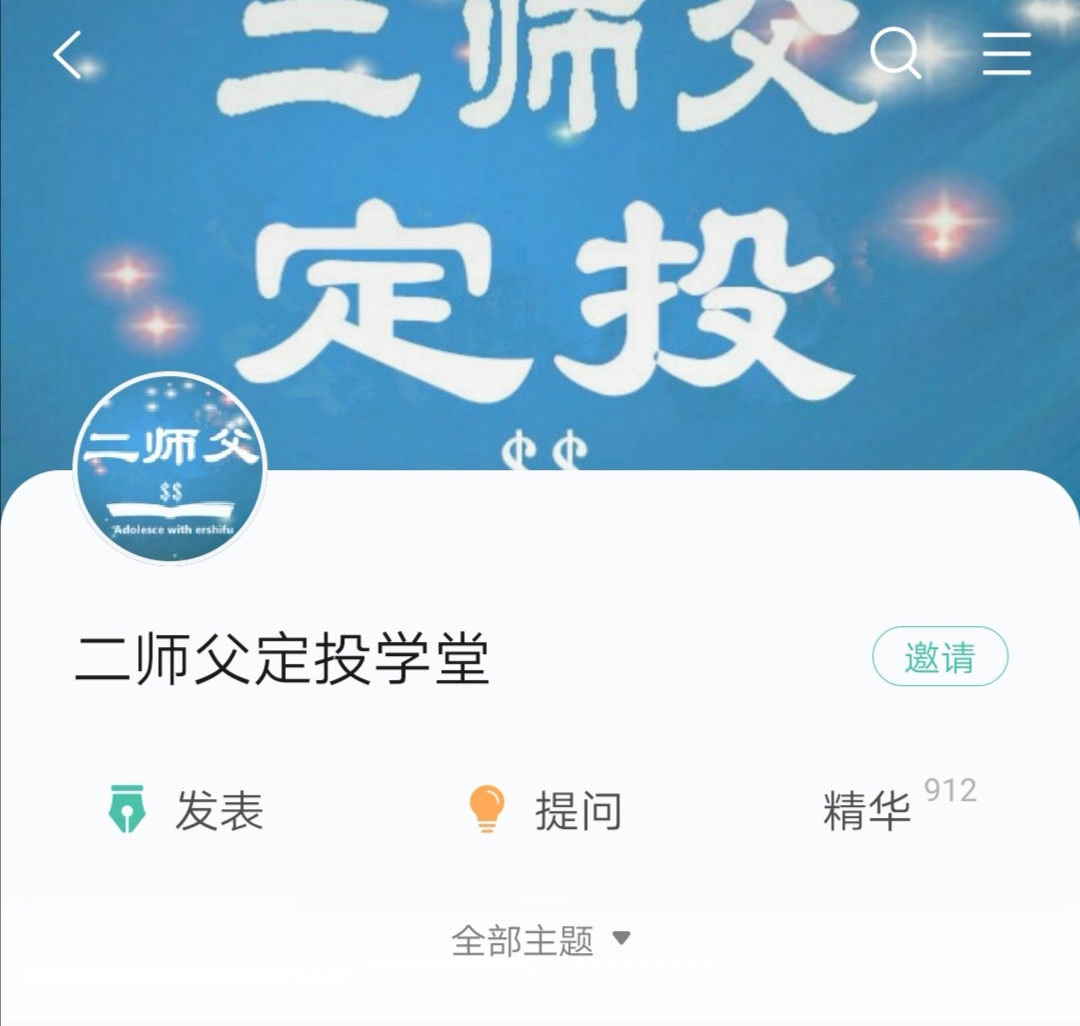 二师父
定投
$$
二师父
$$
"Adolesce with ershifu
二师父定投学堂
邀请
发表
提问
精华 912
全部主题